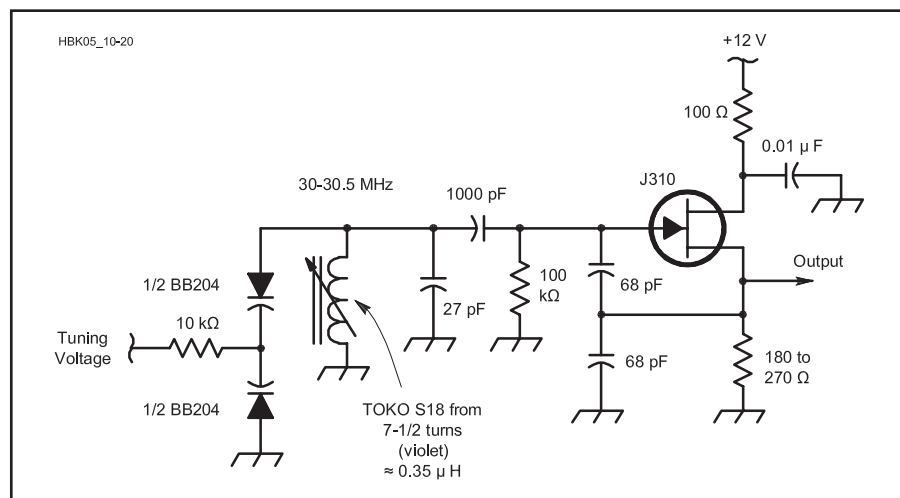 HBK05_10-20
+12 V
100 Ω
0.01 µ F
30-30.5 MHz
1000 pF
J310
1/2 BB204
10 kΩ
Tuning
Voltage
27 pF
100
kΩ
68 pF
Output
1/2 BB204
68 pF
180 to
270 Ω
TOKO S18 from
7-1/2 turns
(violet)
≈ 0.35 µ H